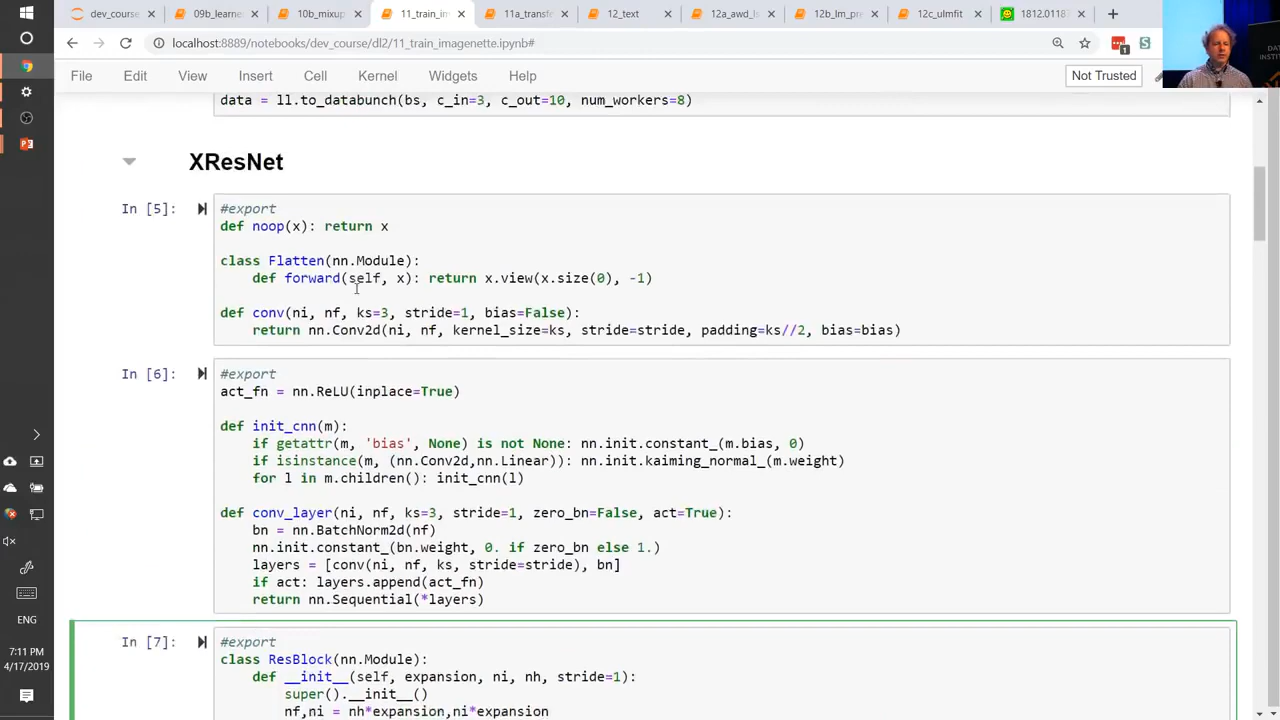 dev_course
09b_learne
10b_mixup
11_train_im
11a_transfe
12_text
12a_awd_ls
12b_lm_pre
12c_ulmfit
1812.01187
localhost:8889/notebooks/dev_course/dl2/11_train_imagenette.ipynb#
File Edit View Insert Cell Kernel Widgets Help
Not Trusted
data = ll.to_databunch(bs, c_in=3, c_out=10, num_workers=8)
XResNet
In [5]:
#export
def noop(x): return x
class Flatten(nn.Module):
def forward(self, x): return x.view(x.size(0), -1)
def conv(ni, nf, ks=3, stride=1, bias=False):
return nn.Conv2d(ni, nf, kernel_size=ks, stride=stride, padding=ks//2, bias=bias)
In [6]:
#export
act_fn = nn.ReLU(inplace=True)
def init_cnn(m):
if getattr(m, 'bias', None) is not None: nn.init.constant_(m.bias, 0)
if isinstance(m, (nn.Conv2d,nn.Linear)): nn.init.kaiming_normal_(m.weight)
for l in m.children(): init_cnn(l)
def conv_layer(ni, nf, ks=3, stride=1, zero_bn=False, act=True):
bn = nn.BatchNorm2d(nf)
nn.init.constant_(bn.weight, 0. if zero_bn else 1.)
layers = [conv(ni, nf, ks, stride=stride), bn]
if act: layers.append(act_fn)
return nn.Sequential(*layers)
In [7]:
#export
class ResBlock(nn.Module):
def __init__(self, expansion, ni, nh, stride=1):
super().__init__()
nf,ni = nh*expansion,ni*expansion
ENG
7:11 PM
4/17/2019